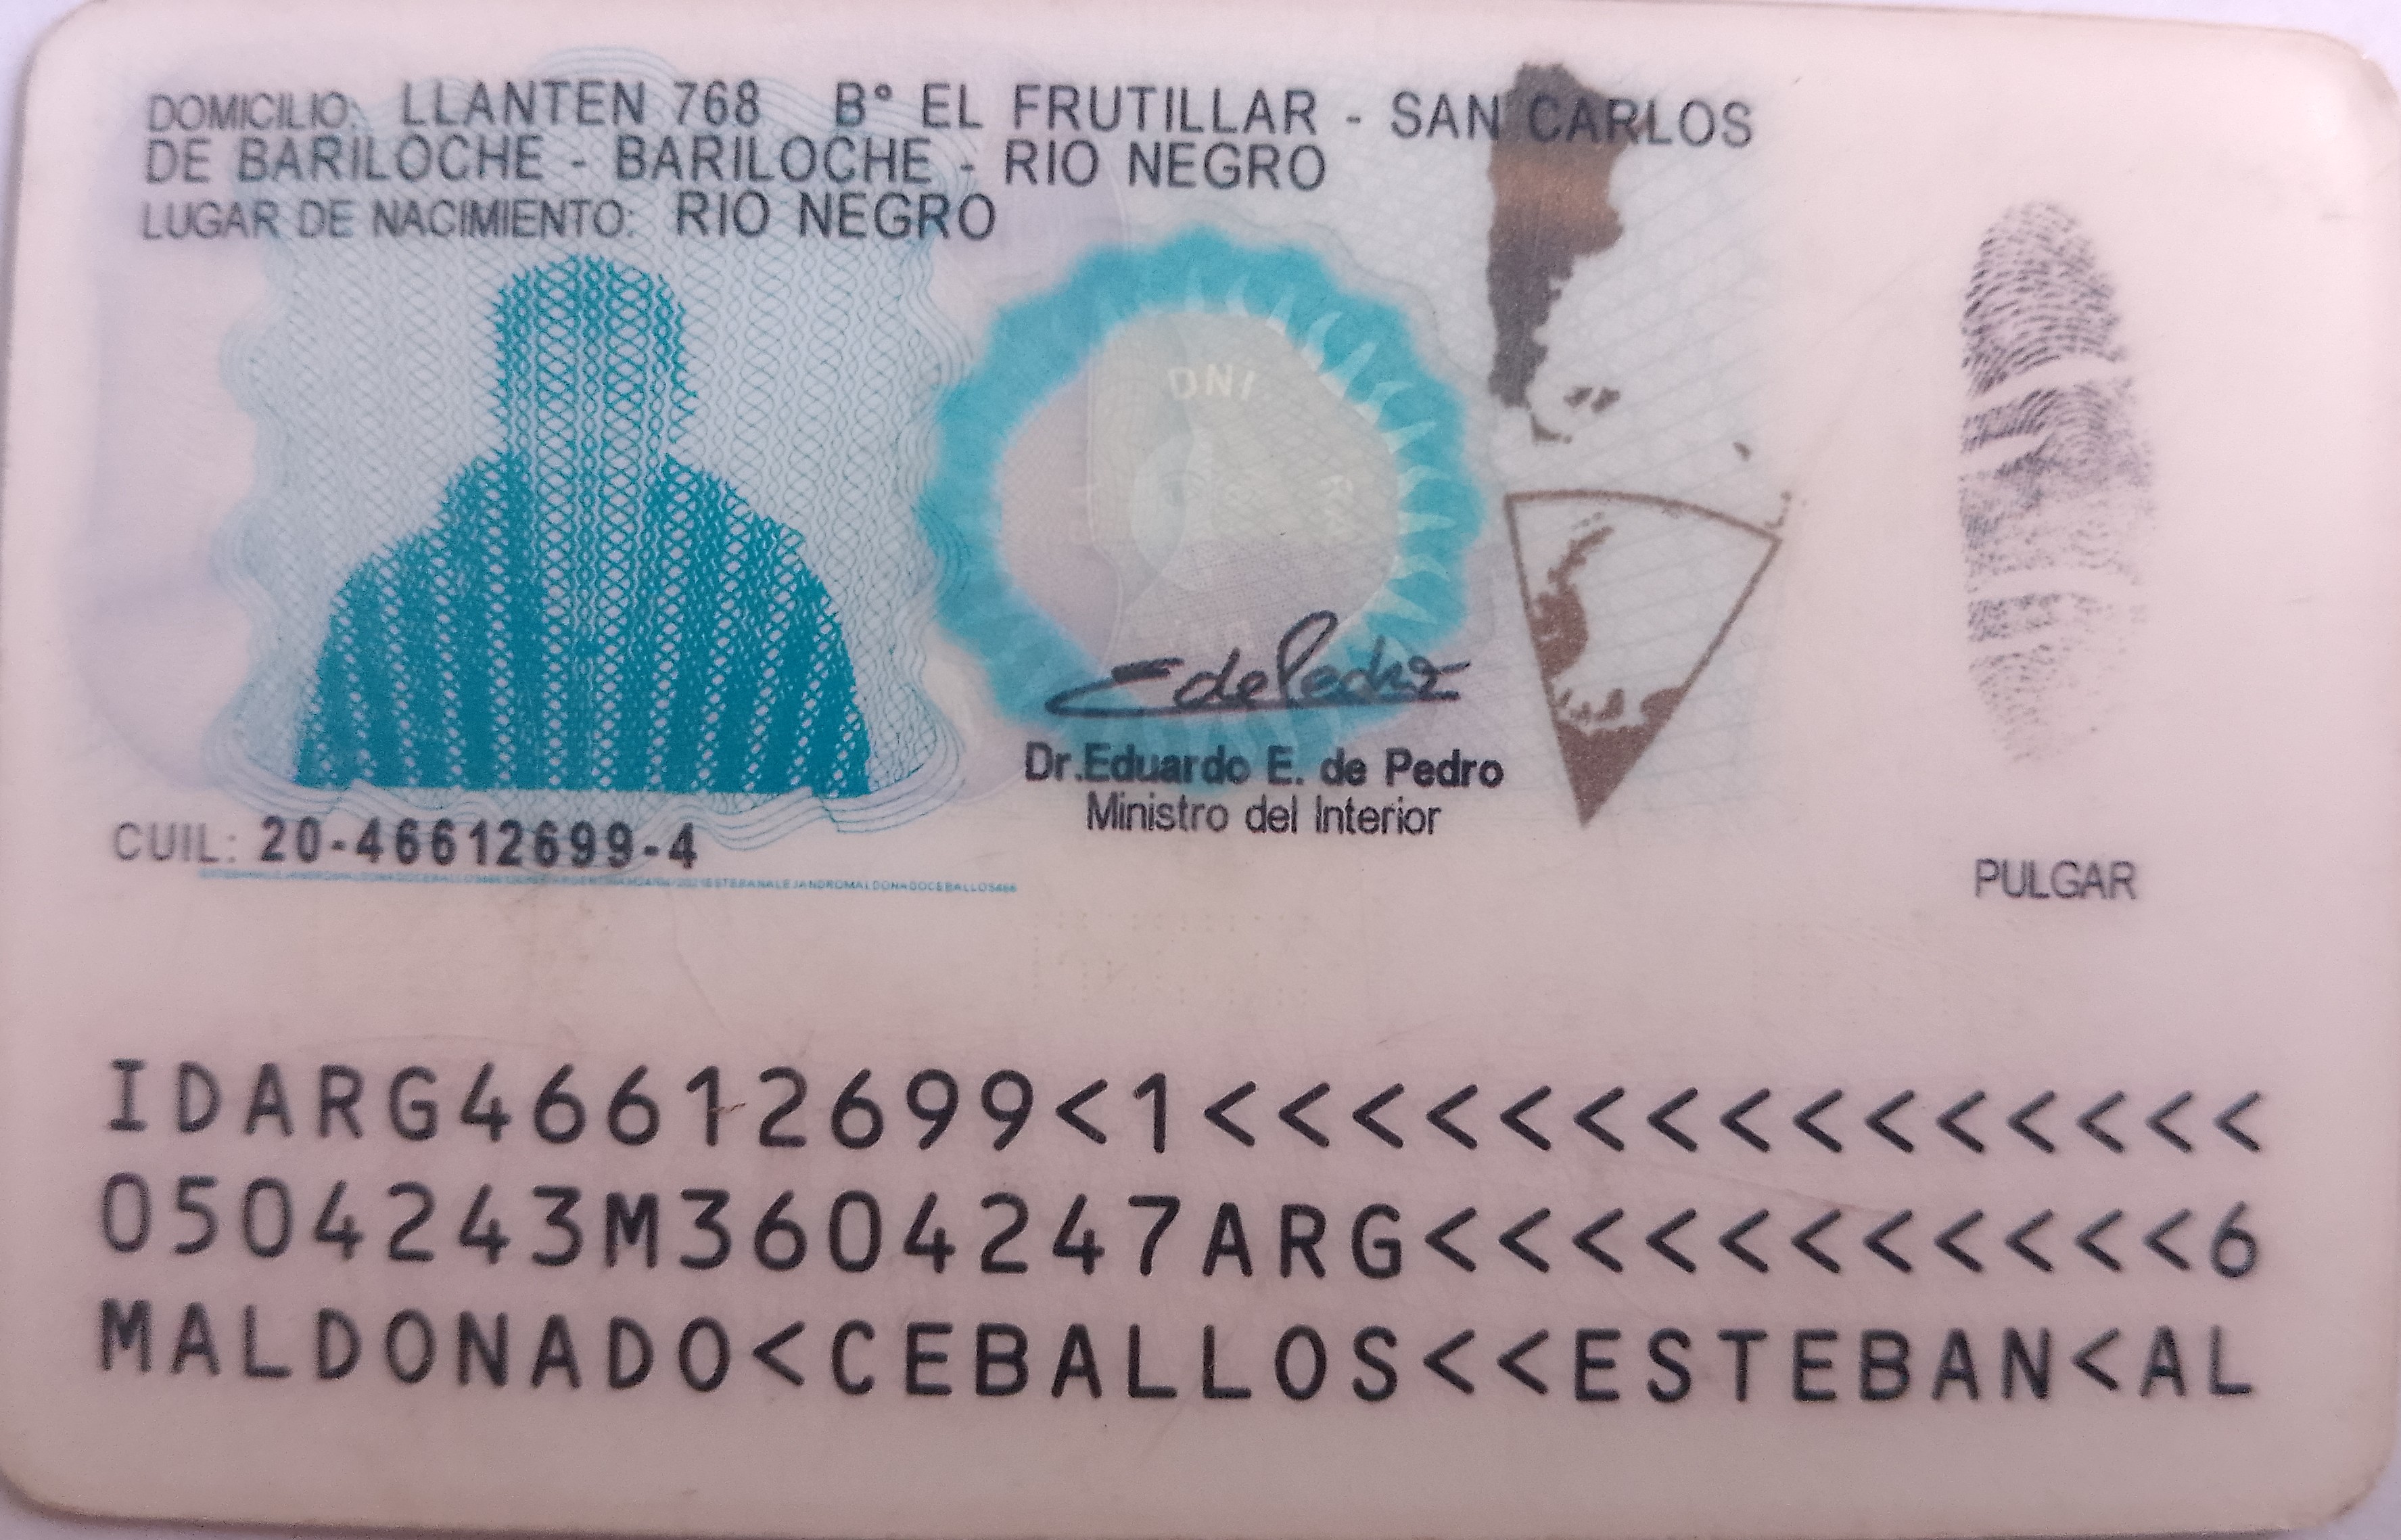 DOMICILIO: LLANTEN 768 B° EL FRUTILLAR - SAN CARLOS
DE BARILOCHE - BARILOCHE - RIO NEGRO
LUGAR DE NACIMIENTO: RIO NEGRO
DNI
E de Pedro
Dr.Eduardo E. de Pedro
Ministro del Interior
CUIL: 20-46612699-4
PULGAR
IDARG46612699<1<<<<<<<<<<<<<<<
0504243M3604247ARG<<<<<<<<<<<6
MALDONADO<CEBALLOS<<ESTEBAN<AL